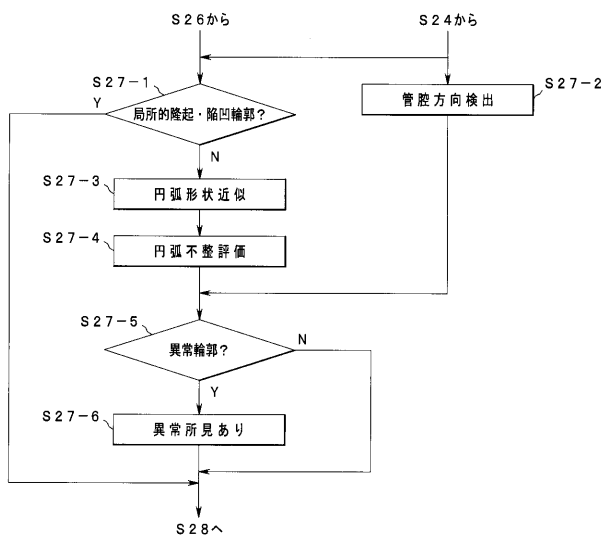 S26から
S24から
S27-1
Y
局所的隆起・陥凹輪郭?
N
S27-2
管腔方向検出
S27-3
円弧形状近似
S27-4
円弧不整評価
S27-5
異常輪郭?
N
Y
S27-6
異常所見あり
S28へ